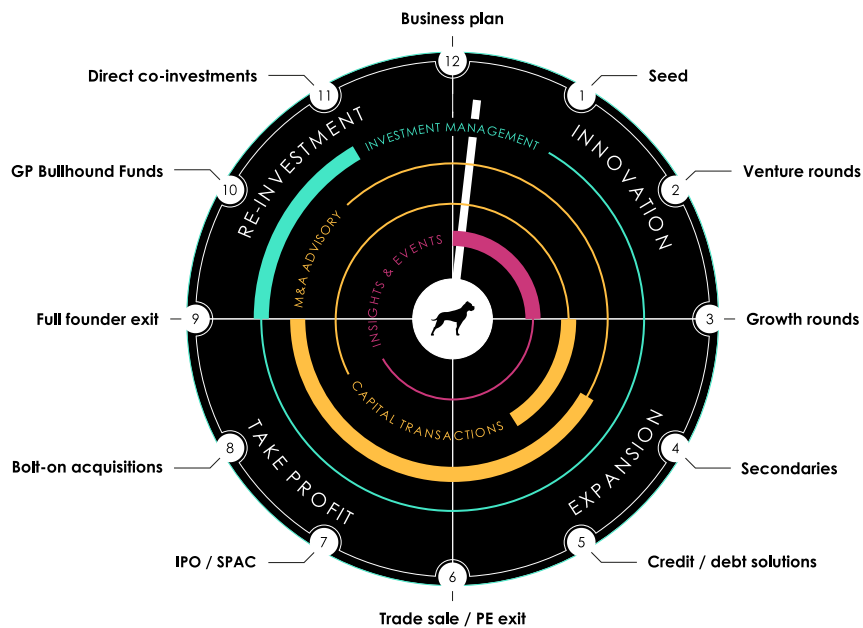 Business plan
12
Direct co-investments
11
1
Seed
RE-INVESTMENT
INVESTMENT MANAGEMENT
INNOVATION
GP Bullhound Funds
10
2
Venture rounds
M&A ADVISORY
INSIGHTS & EVENTS
Full founder exit
9
3
Growth rounds
CAPITAL TRANSACTIONS
TAKE PROFIT
EXPANSION
Bolt-on acquisitions
8
4
Secondaries
IPO / SPAC
7
5
Credit / debt solutions
6
Trade sale / PE exit